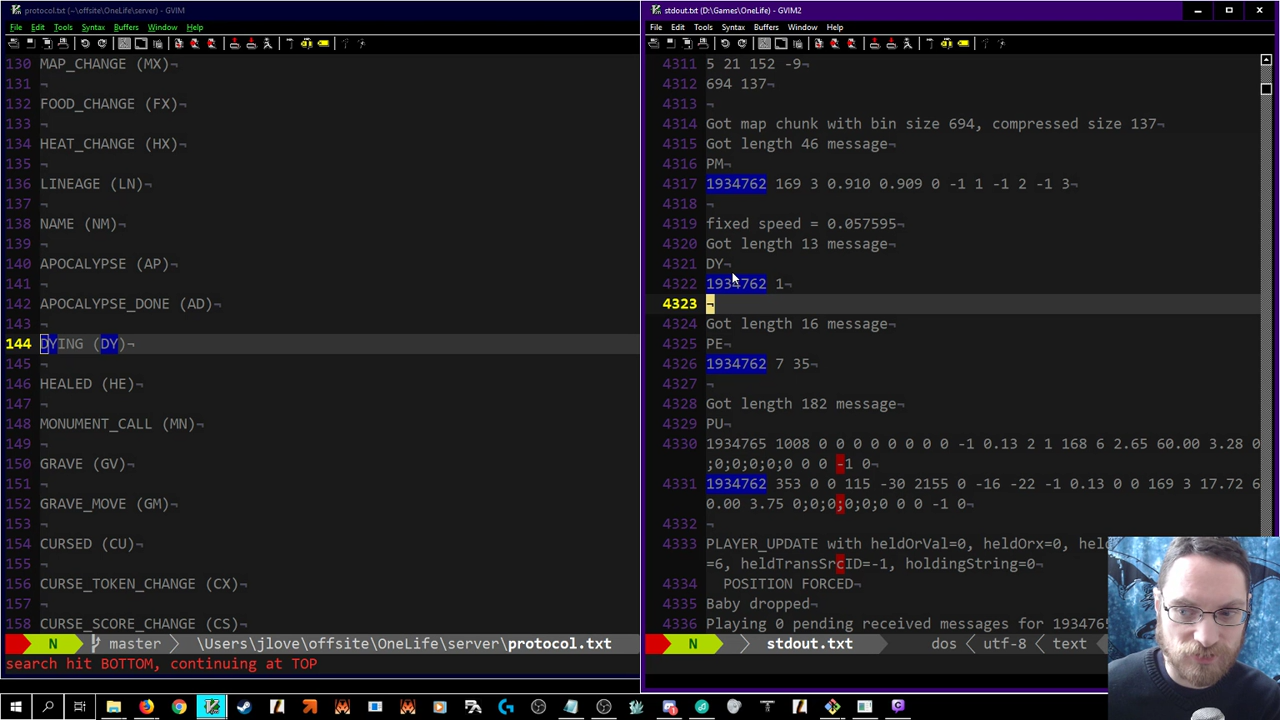 protocol.txt (~\offsite\OneLife\server) - GVIM
File Edit Tools Syntax Buffers Window Help
130 MAP_CHANGE (MX)¬
131 ¬
132 FOOD_CHANGE (FX)¬
133 ¬
134 HEAT_CHANGE (HX)¬
135 ¬
136 LINEAGE (LN)¬
137 ¬
138 NAME (NM)¬
139 ¬
140 APOCALYPSE (AP)¬
141 ¬
142 APOCALYPSE_DONE (AD)¬
143 ¬
144 DYING (DY)¬
145 ¬
146 HEALED (HE)¬
147 ¬
148 MONUMENT_CALL (MN)¬
149 ¬
150 GRAVE (GV)¬
151 ¬
152 GRAVE_MOVE (GM)¬
153 ¬
154 CURSED (CU)¬
155 ¬
156 CURSE_TOKEN_CHANGE (CX)¬
157 ¬
158 CURSE_SCORE_CHANGE (CS)¬
N master \Users\jlove\offsite\OneLife\server\protocol.txt
search hit BOTTOM, continuing at TOP
stdout.txt (D:\Games\OneLife) - GVIM2
File Edit Tools Syntax Buffers Window Help
4311 5 21 152 -9¬
4312 694 137¬
4313 ¬
4314 Got map chunk with bin size 694, compressed size 137¬
4315 Got length 46 message¬
4316 PM¬
4317 1934762 169 3 0.910 0.909 0 -1 1 -1 2 -1 3¬
4318 ¬
4319 fixed speed = 0.057595¬
4320 Got length 13 message¬
4321 DY¬
4322 1934762 1¬
4323 ¬
4324 Got length 16 message¬
4325 PE¬
4326 1934762 7 35¬
4327 ¬
4328 Got length 182 message¬
4329 PU¬
4330 1934765 1008 0 0 0 0 0 0 0 0 -1 0.13 2 1 168 6 2.65 60.00 3.28 0
;0;0;0;0;0 0 0 -1 0¬
4331 1934762 353 0 0 115 -30 2155 0 -16 -22 -1 0.13 0 0 169 3 17.72 6
0.00 3.75 0;0;0;0;0;0 0 0 -1 0¬
4332 ¬
4333 PLAYER_UPDATE with heldOrVal=0, heldOrx=0, hel
=6, heldTransSrcID=-1, holdingString=0¬
4334 POSITION FORCED¬
4335 Baby dropped¬
4336 Playing 0 pending received messages for 193476
N stdout.txt dos utf-8 text